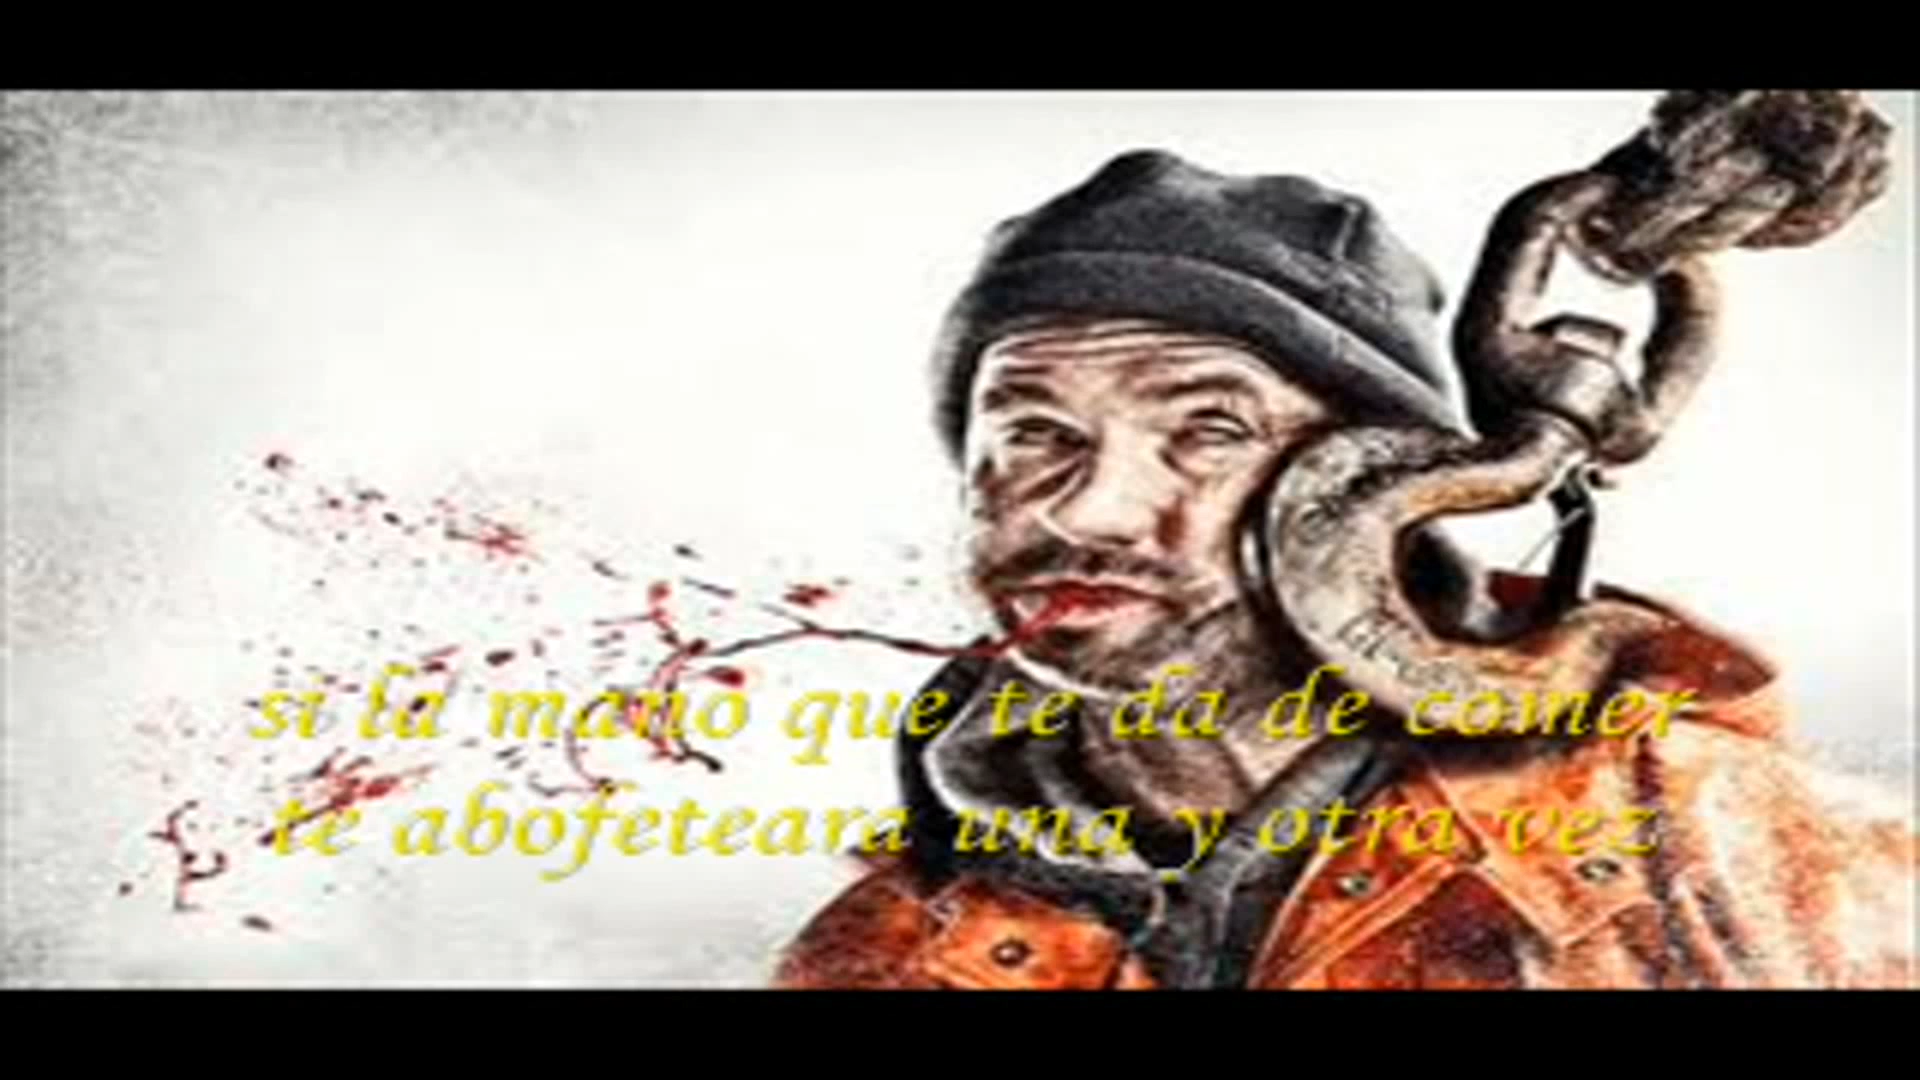 si la mano que te da de comer
te abofeteara una y otra vez